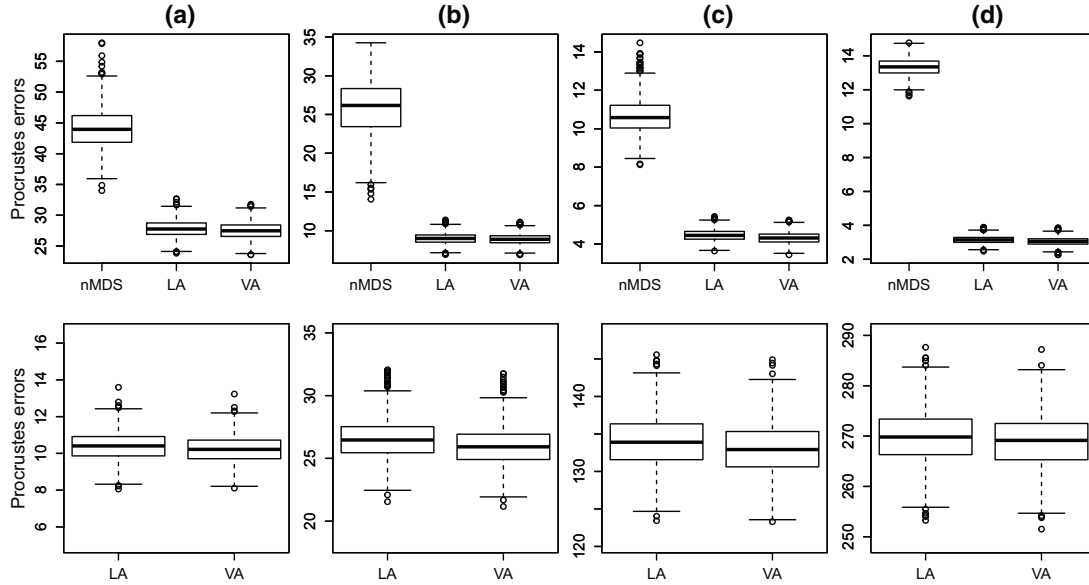 (a) (b) (c) (d)
Procrustes errors
25 30 35 40 45 50 55
nMDS LA VA
10 15 20 25 30 35
nMDS LA VA
4 6 8 10 12 14
nMDS LA VA
2 4 6 8 10 12 14
nMDS LA VA
Procrustes errors
6 8 10 12 14 16
LA VA
20 25 30 35
LA VA
120 130 140
LA VA
250 260 270 280 290
LA VA